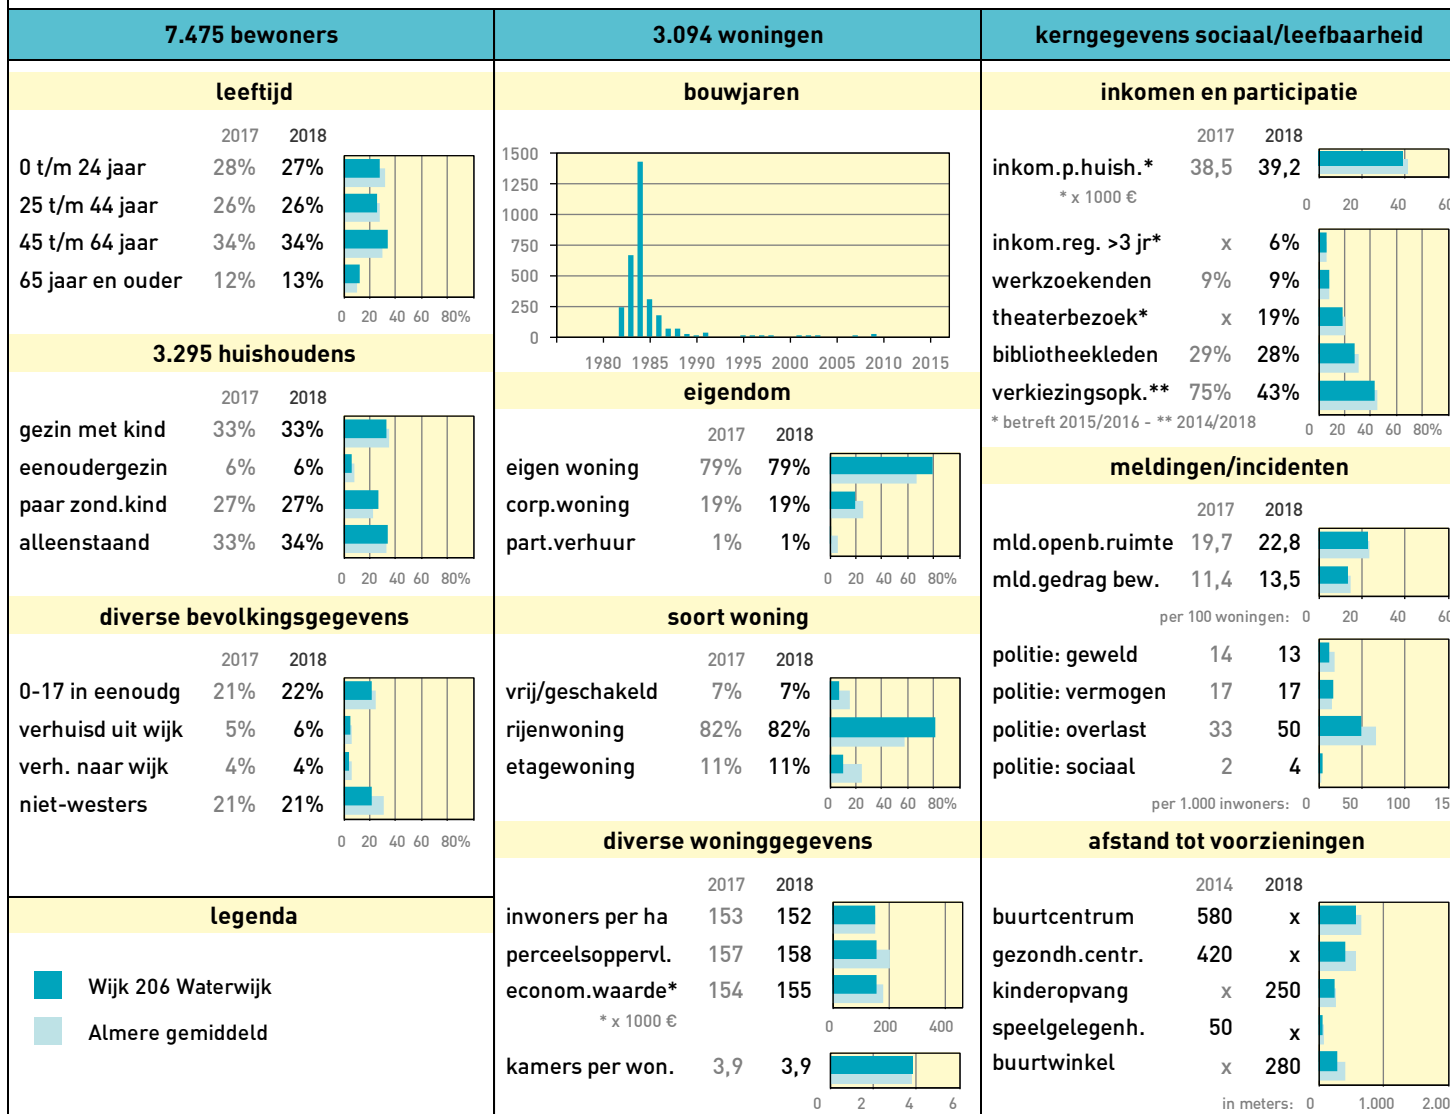 7.475 bewoners
leeftijd
2017 2018
0 t/m 24 jaar 28% 27%
25 t/m 44 jaar 26% 26%
45 t/m 64 jaar 34% 34%
65 jaar en ouder 12% 13%
0 20 40 60 80%
3.295 huishoudens
2017 2018
gezin met kind 33% 33%
eenoudergezin 6% 6%
paar zond.kind 27% 27%
alleenstaand 33% 34%
0 20 40 60 80%
diverse bevolkingsgegevens
2017 2018
0-17 in eenoudg 21% 22%
verhuisd uit wijk 5% 6%
verh. naar wijk 4% 4%
niet-westers 21% 21%
0 20 40 60 80%
legenda
Wijk 206 Waterwijk
Almere gemiddeld
3.094 woningen
bouwjaren
1500
1250
1000
750
500
250
0
1980 1985 1990 1995 2000 2005 2010 2015
eigendom
2017 2018
eigen woning 79% 79%
corp.woning 19% 19%
part.verhuur 1% 1%
0 20 40 60 80%
soort woning
2017 2018
vrij/geschakeld 7% 7%
rijenwoning 82% 82%
etagewoning 11% 11%
0 20 40 60 80%
diverse woninggegevens
2017 2018
inwoners per ha 153 152
perceelsoppervl. 157 158
econom.waarde* 154 155
* x 1000 €
0 200 400
kamers per won. 3,9 3,9
0 2 4 6
kerngegevens sociaal/leefbaarheid
inkomen en participatie
2017 2018
inkom.p.huish.* 38,5 39,2
* x 1000 €
0 20 40 60
inkom.reg. >3 jr* x 6%
werkzoekenden 9% 9%
theaterbezoek* x 19%
bibliotheekleden 29% 28%
verkiezingsopk.** 75% 43%
* betreft 2015/2016 - ** 2014/2018
0 20 40 60 80%
meldingen/incidenten
2017 2018
mld.openb.ruimte 19,7 22,8
mld.gedrag bew. 11,4 13,5
per 100 woningen: 0 20 40 60
politie: geweld 14 13
politie: vermogen 17 17
politie: overlast 33 50
politie: sociaal 2 4
per 1.000 inwoners: 0 50 100 15
afstand tot voorzieningen
2014 2018
buurtcentrum 580 x
gezondh.centr. 420 x
kinderopvang x 250
speelgelegenh. 50 x
buurtwinkel x 280
in meters: 0 1.000 2.00